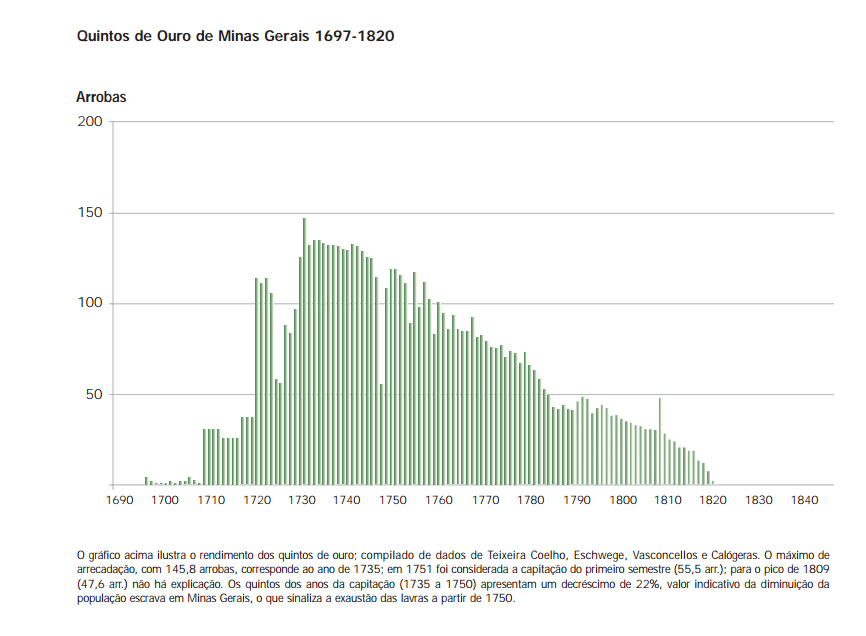 Quintos de Ouro de Minas Gerais 1697-1820
Arrobas
200
150
100
50
1690 1700 1710 1720 1730 1740 1750 1760 1770 1780 1790 1800 1810 1820 1830 1840
O gráfico acima ilustra o rendimento dos quintos de ouro; compilado de dados de Teixeira Coelho, Eschwege, Vasconcellos e Calógeras. O máximo de
arrecadação, com 145,8 arrobas, corresponde ao ano de 1735; em 1751 foi considerada a capitação do primeiro semestre (55,5 arr.); para o pico de 1809
(47,6 arr.) não há explicação. Os quintos dos anos da capitação (1735 a 1750) apresentam um decréscimo de 22%, valor indicativo da diminuição da
população escrava em Minas Gerais, o que sinaliza a exaustão das lavras a partir de 1750.